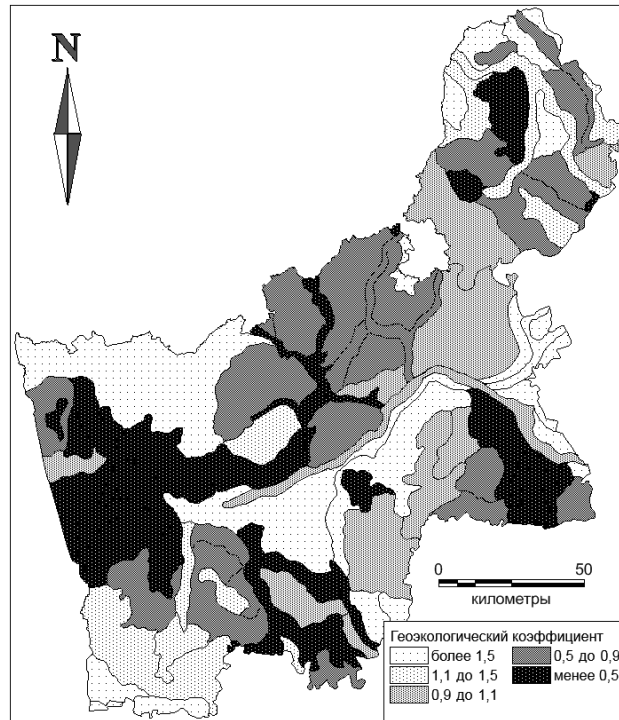 N
0 50
километры
Геоэкологический коэффициент
более 1,5 0,5 до 0,9
1,1 до 1,5 менее 0,5
0,9 до 1,1